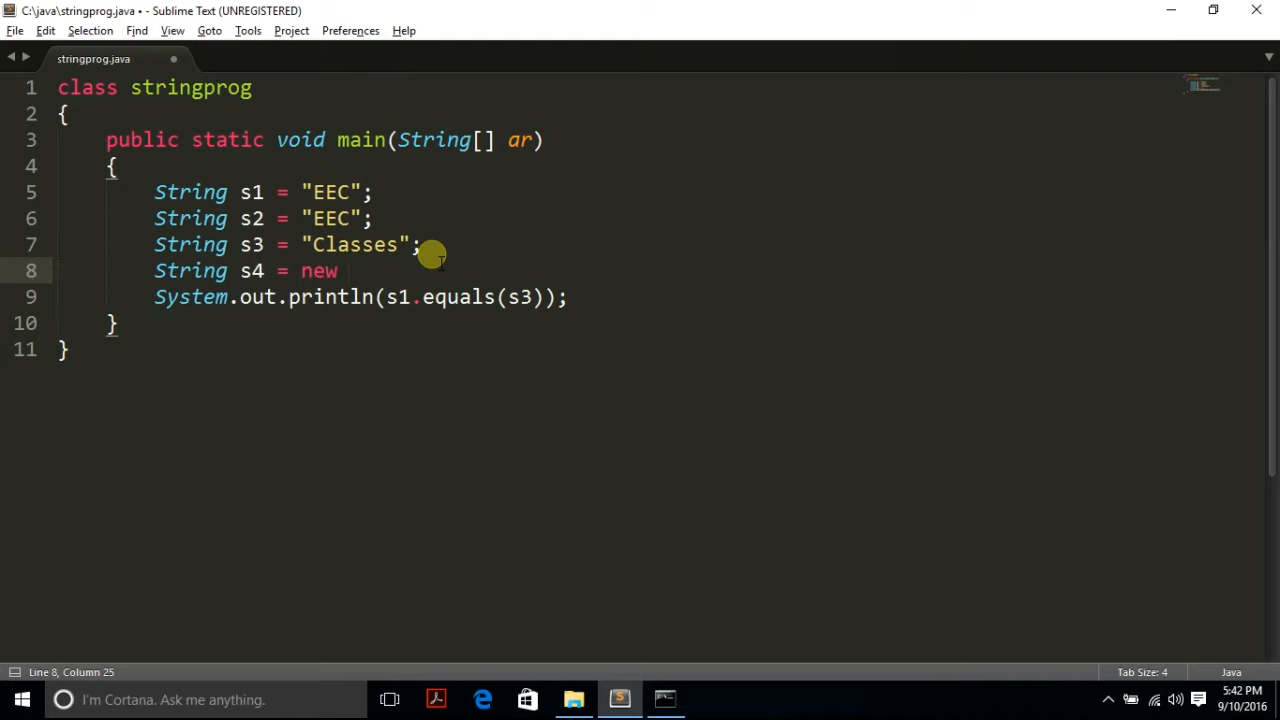 C:\java\stringprog.java • - Sublime Text (UNREGISTERED)
File Edit Selection Find View Goto Tools Project Preferences Help
stringprog.java
1 class stringprog
2 {
3 public static void main(String[] ar)
4 {
5 String s1 = "EEC";
6 String s2 = "EEC";
7 String s3 = "Classes";
8 String s4 = new
9 System.out.println(s1.equals(s3));
10 }
11 }
Line 8, Column 25 Tab Size: 4 Java
I'm Cortana. Ask me anything. 5:42 PM
9/10/2016